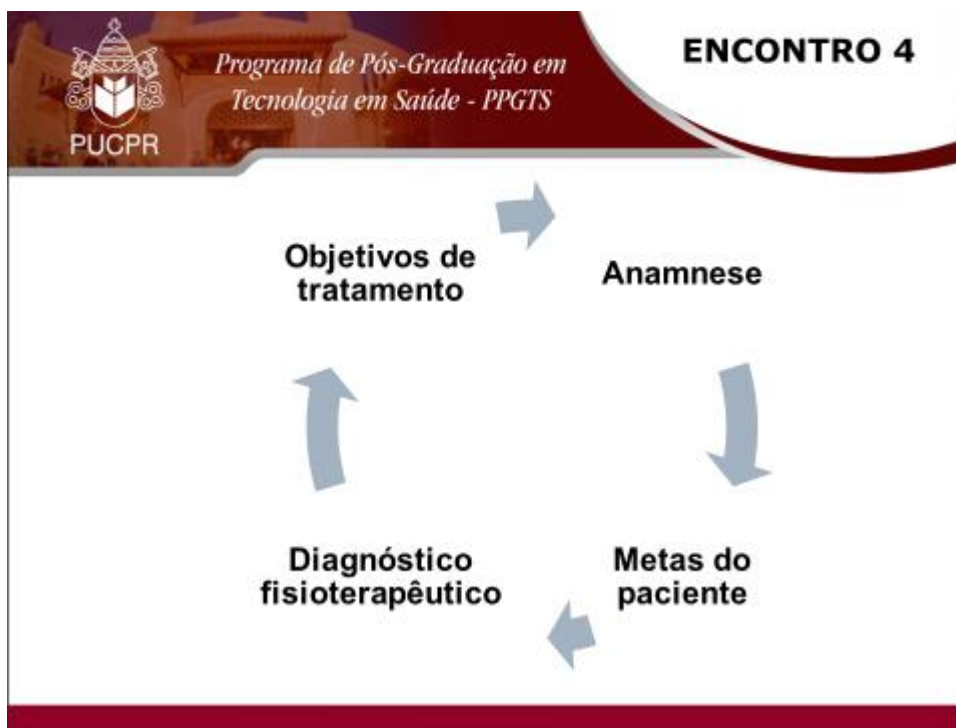 Programa de Pós-Graduação em
Tecnologia em Saúde - PPGTS
PUCPR
ENCONTRO 4
Objetivos de
tratamento
Anamnese
Diagnóstico
fisioterapêutico
Metas do
paciente